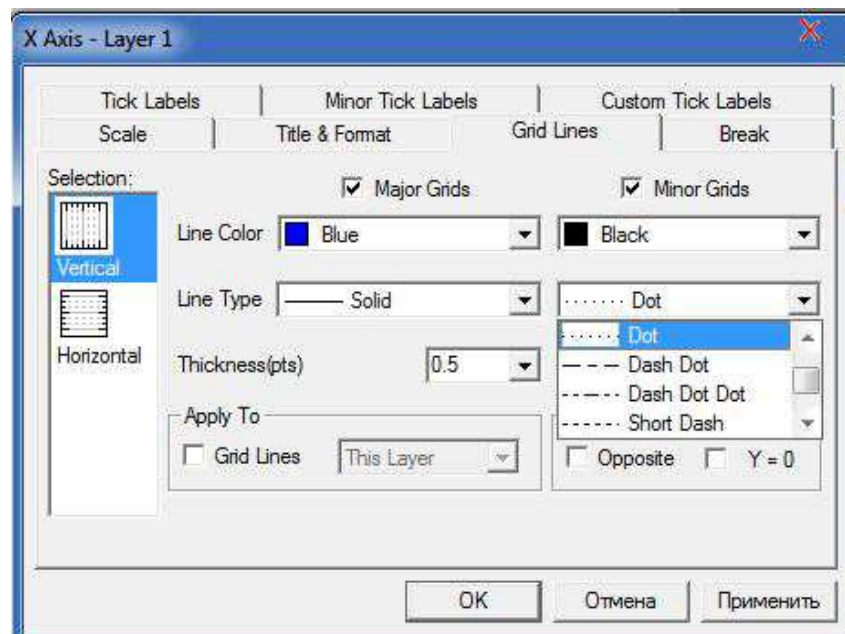 X Axis - Layer 1
Tick Labels Minor Tick Labels Custom Tick Labels
Scale Title & Format Grid Lines Break
Selection:
Major Grids Minor Grids
Line Color Blue Black
Vertical
Line Type Solid Dot
Dot
Horizontal
Thickness(pts) 0.5 Dash Dot
Dash Dot Dot
Apply To Short Dash
Grid Lines This Layer Opposite Y = 0
OK Отмена Применить